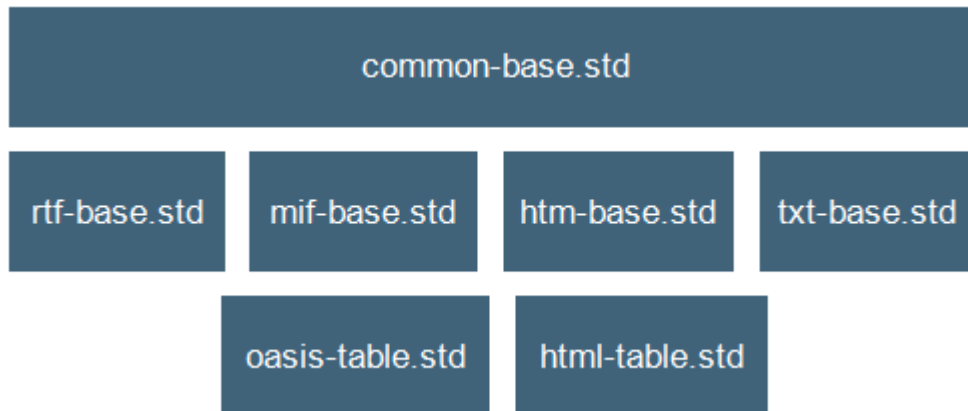 common-base.std
rtf-base.std
mif-base.std
htm-base.std
txt-base.std
oasis-table.std
html-table.std